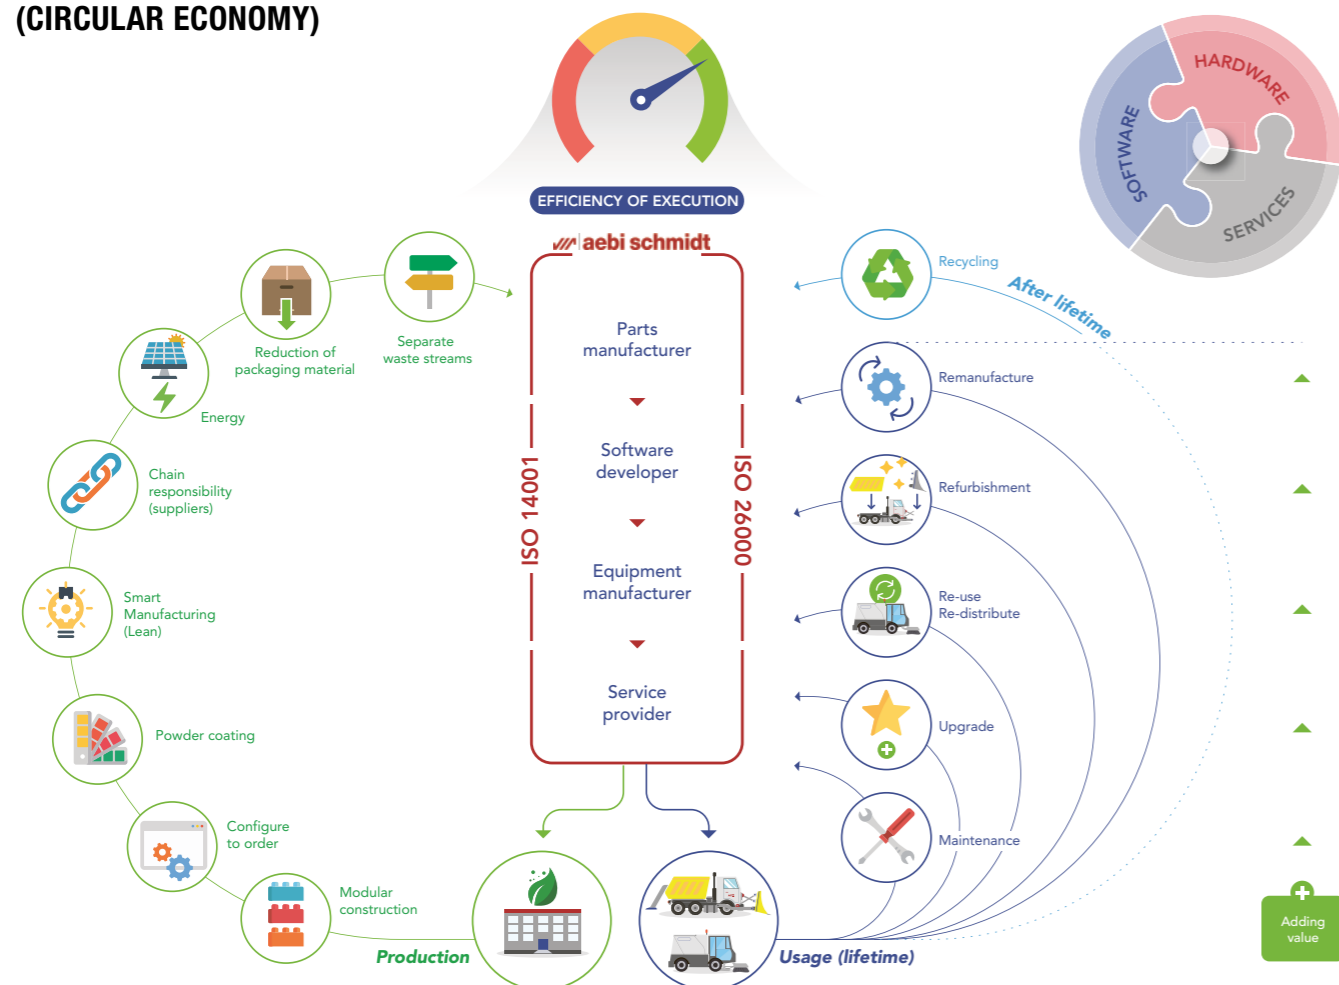 (CIRCULAR ECONOMY)
HARDWARE
SOFTWARE
SERVICES
EFFICIENCY OF EXECUTION
aebi schmidt
ISO 14001
ISO 26000
Parts
manufacturer
Software
developer
Equipment
manufacturer
Service
provider
Separate
waste streams
Reduction of
packaging material
Energy
Chain
responsibility
(suppliers)
Smart
Manufacturing
(Lean)
Powder coating
Configure
to order
Modular
construction
Production
Recycling
After lifetime
Remanufacture
Refurbishment
Re-use
Re-distribute
Upgrade
Maintenance
Usage (lifetime)
Adding
value